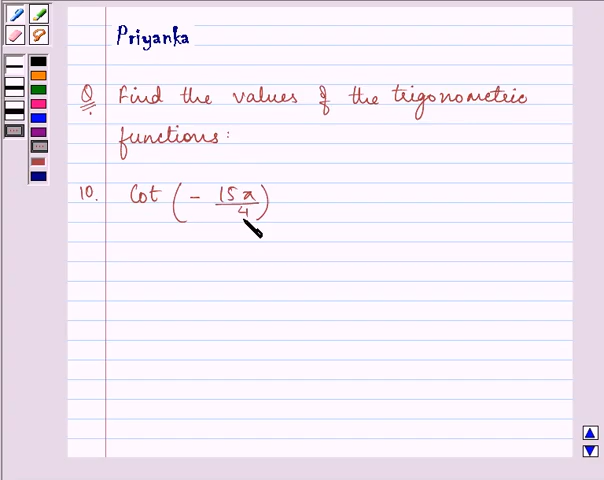 Priyanka
Q. Find the values of the trigonometric
functions:
10. Cot (- 15π/4)